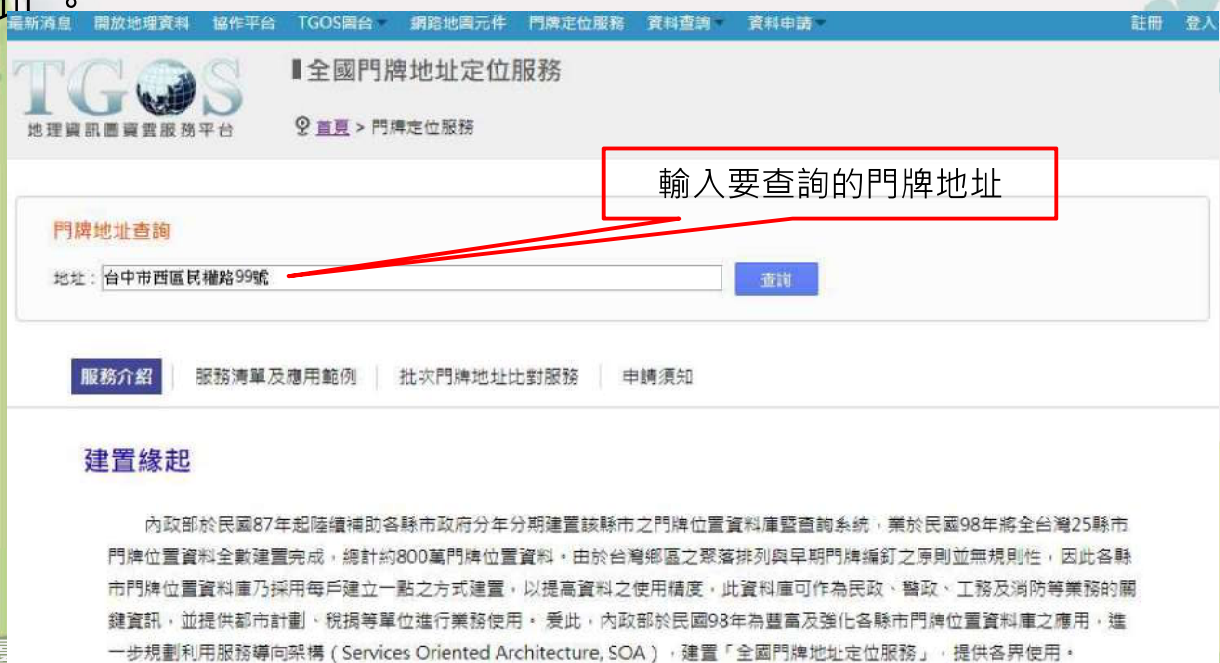 最新消息 開放地理資料 協作平台 TGOS圖台 網路地圖元件 門牌定位服務 資料查詢 資料申請 註冊 登入
TGOS
地理資訊圖資雲服務平台
全國門牌地址定位服務
首頁 > 門牌定位服務
輸入要查詢的門牌地址
門牌地址查詢
地址：台中市西區民權路99號 查詢
服務介紹 服務清單及應用範例 批次門牌地址比對服務 申請須知
建置緣起
內政部於民國87年起陸續補助各縣市政府分年分期建置該縣市之門牌位置資料庫暨查詢系統，業於民國98年將全台灣25縣市
門牌位置資料全數建置完成，總計約800萬門牌位置資料。由於台灣鄉區之聚落排列與早期門牌編釘之原則並無規則性，因此各縣
市門牌位置資料庫乃採用每戶建立一點之方式建置，以提高資料之使用精度，此資料庫可作為民政、警政、工務及消防等業務的關
鍵資訊，並提供都市計劃、稅捐等單位進行業務使用。爰此，內政部於民國98年為豐富及強化各縣市門牌位置資料庫之應用，進
一步規劃利用服務導向架構（Services Oriented Architecture, SOA），建置「全國門牌地址定位服務」，提供各界使用。